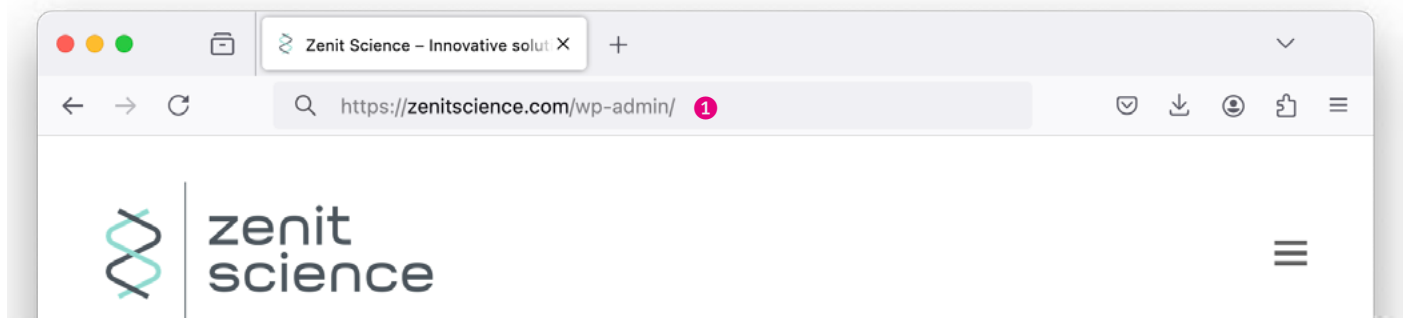 Zenit Science – Innovative solut
https://zenitscience.com/wp-admin/ 1
zenit
science